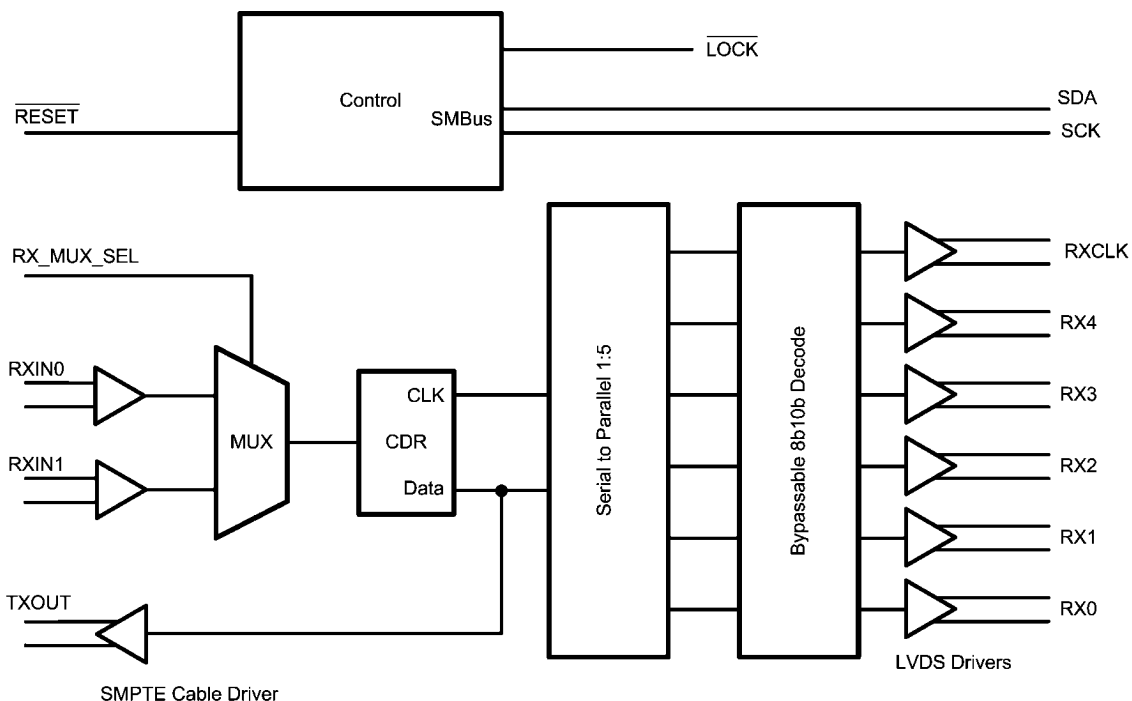 LOCK
Control
SDA
RESET
SMBus
SCK
RX_MUX_SEL
RXCLK
RX4
RXIN0
CLK
RX3
MUX
CDR
Serial to Parallel 1:5
Bypassable 8b10b Decode
RXIN1
Data
RX2
RX1
TXOUT
RX0
LVDS Drivers
SMPTE Cable Driver